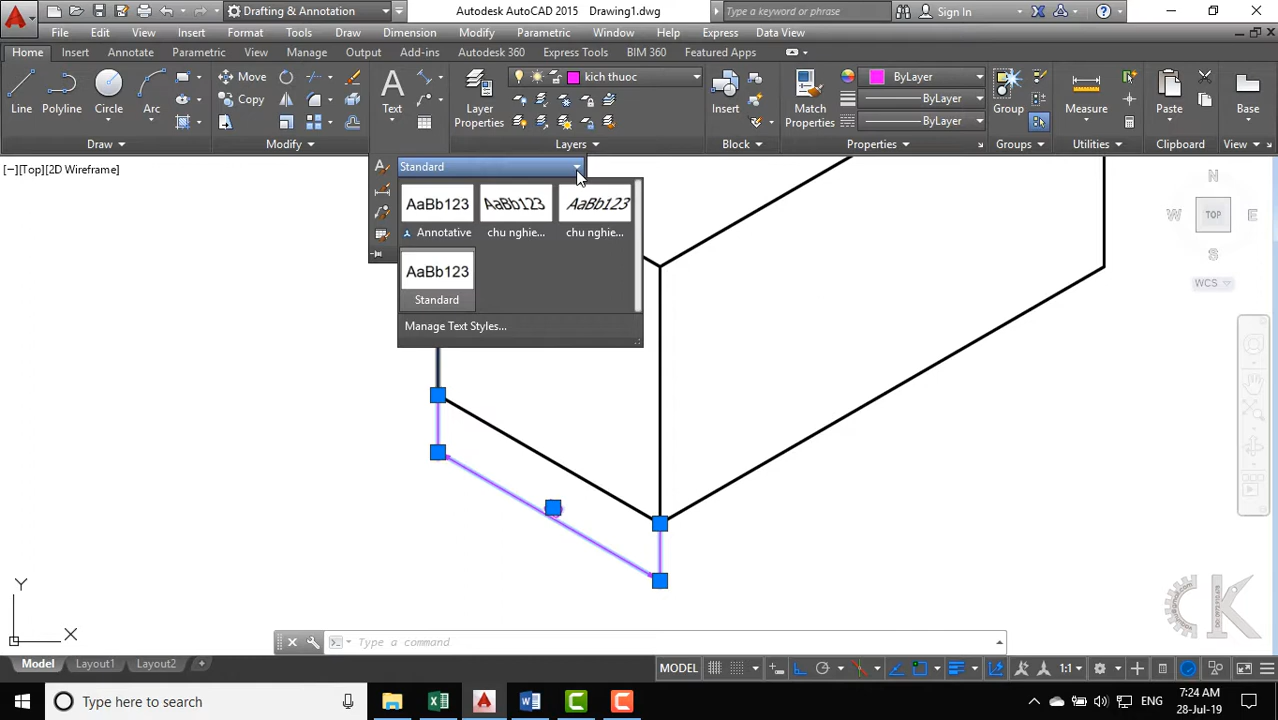 Drafting & Annotation
Autodesk AutoCAD 2015 Drawing1.dwg
Type a keyword or phrase
Sign In
File Edit View Insert Format Tools Draw Dimension Modify Parametric Window Help Express Data View
Home Insert Annotate Parametric View Manage Output Add-ins Autodesk 360 Express Tools BIM 360 Featured Apps
Line Polyline Circle Arc
Move
Copy
Text
Layer Properties
kich thuoc
Insert
Match Properties
ByLayer
ByLayer
ByLayer
Group
Measure
Paste
Base
Draw Modify Layers Block Properties Groups Utilities Clipboard View
[−][Top][2D Wireframe]
Standard
AaBb123 AaBb123 AaBb123
Annotative chu nghie... chu nghie...
AaBb123
Standard
Manage Text Styles...
N
W TOP E
S
WCS
Y
X
Type a command
Model Layout1 Layout2 +
MODEL
1:1
Type here to search
ENG
7:24 AM
28-Jul-19